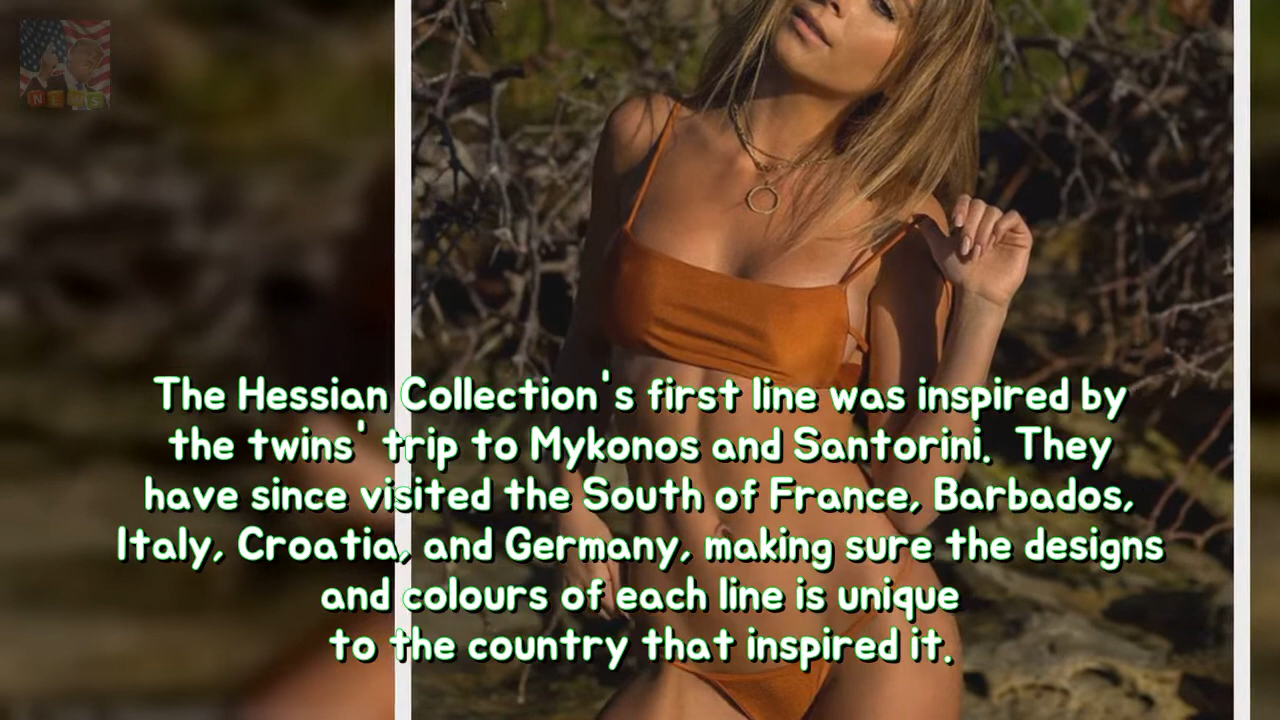 NEWS
The Hessian Collection's first line was inspired by
the twins' trip to Mykonos and Santorini.  They
have since visited the South of France, Barbados,
Italy, Croatia, and Germany, making sure the designs
and colours of each line is unique
to the country that inspired it.